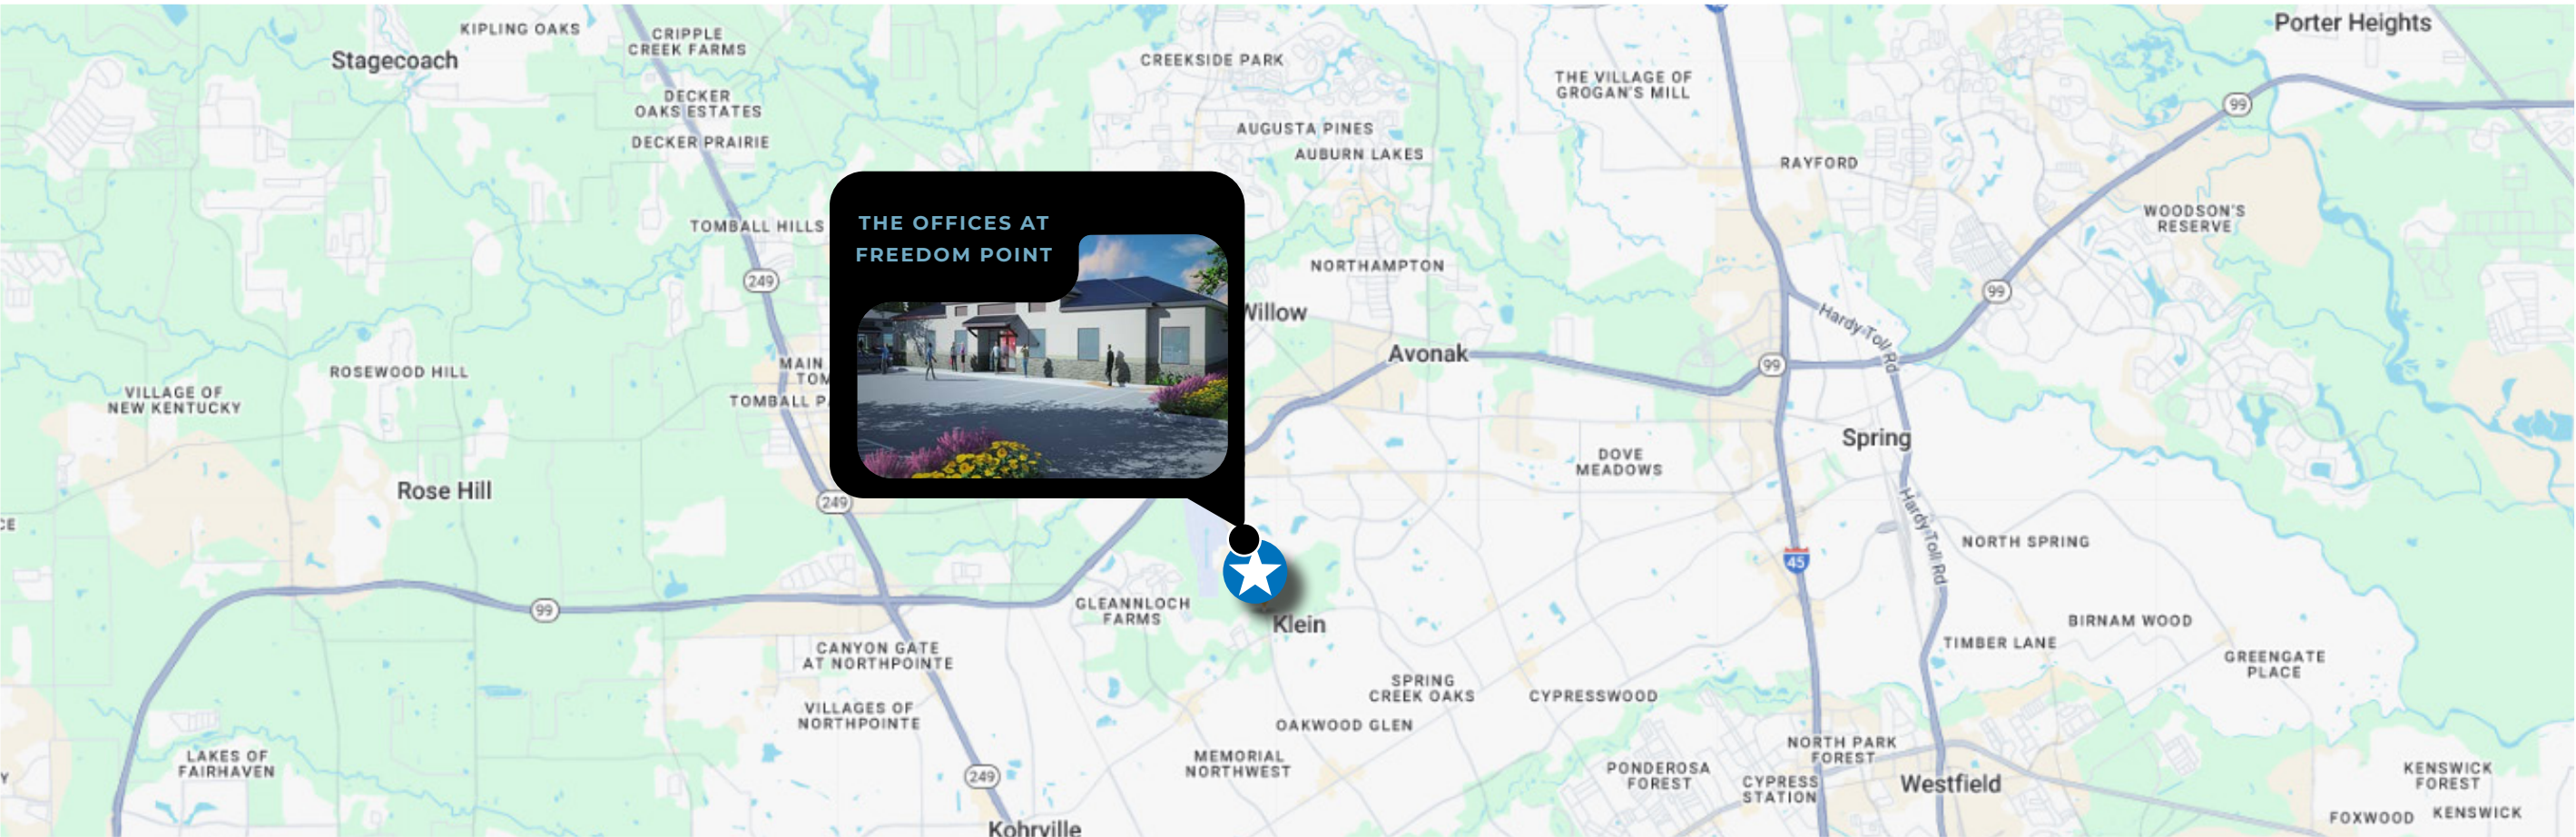 KIPLING OAKS
Stagecoach
CRIPPLE
CREEK FARMS
DECKER
OAKS ESTATES
DECKER PRAIRIE
CREEKSIDE PARK
THE VILLAGE OF
GROGAN'S MILL
Porter Heights
99
AUGUSTA PINES
AUBURN LAKES
RAYFORD
WOODSON'S
RESERVE
TOMBALL HILLS
THE OFFICES AT
FREEDOM POINT
249
NORTHAMPTON
99
Willow
Hardy Toll Rd
Avonak
99
MAIN
TOM
TOMBALL PA
ROSEWOOD HILL
VILLAGE OF
NEW KENTUCKY
Spring
DOVE
MEADOWS
Rose Hill
249
CE
Hardy Toll Rd
NORTH SPRING
45
99
GLEANNLOCH
FARMS
Klein
BIRNAM WOOD
TIMBER LANE
GREENGATE
PLACE
CANYON GATE
AT NORTHPOINTE
SPRING
CREEK OAKS
CYPRESSWOOD
VILLAGES OF
NORTHPOINTE
OAKWOOD GLEN
LAKES OF
FAIRHAVEN
Y
249
MEMORIAL
NORTHWEST
NORTH PARK
FOREST
PONDEROSA
FOREST
CYPRESS
STATION
Westfield
KENSWICK
FOREST
FOXWOOD
KENSWICK
Kohrville